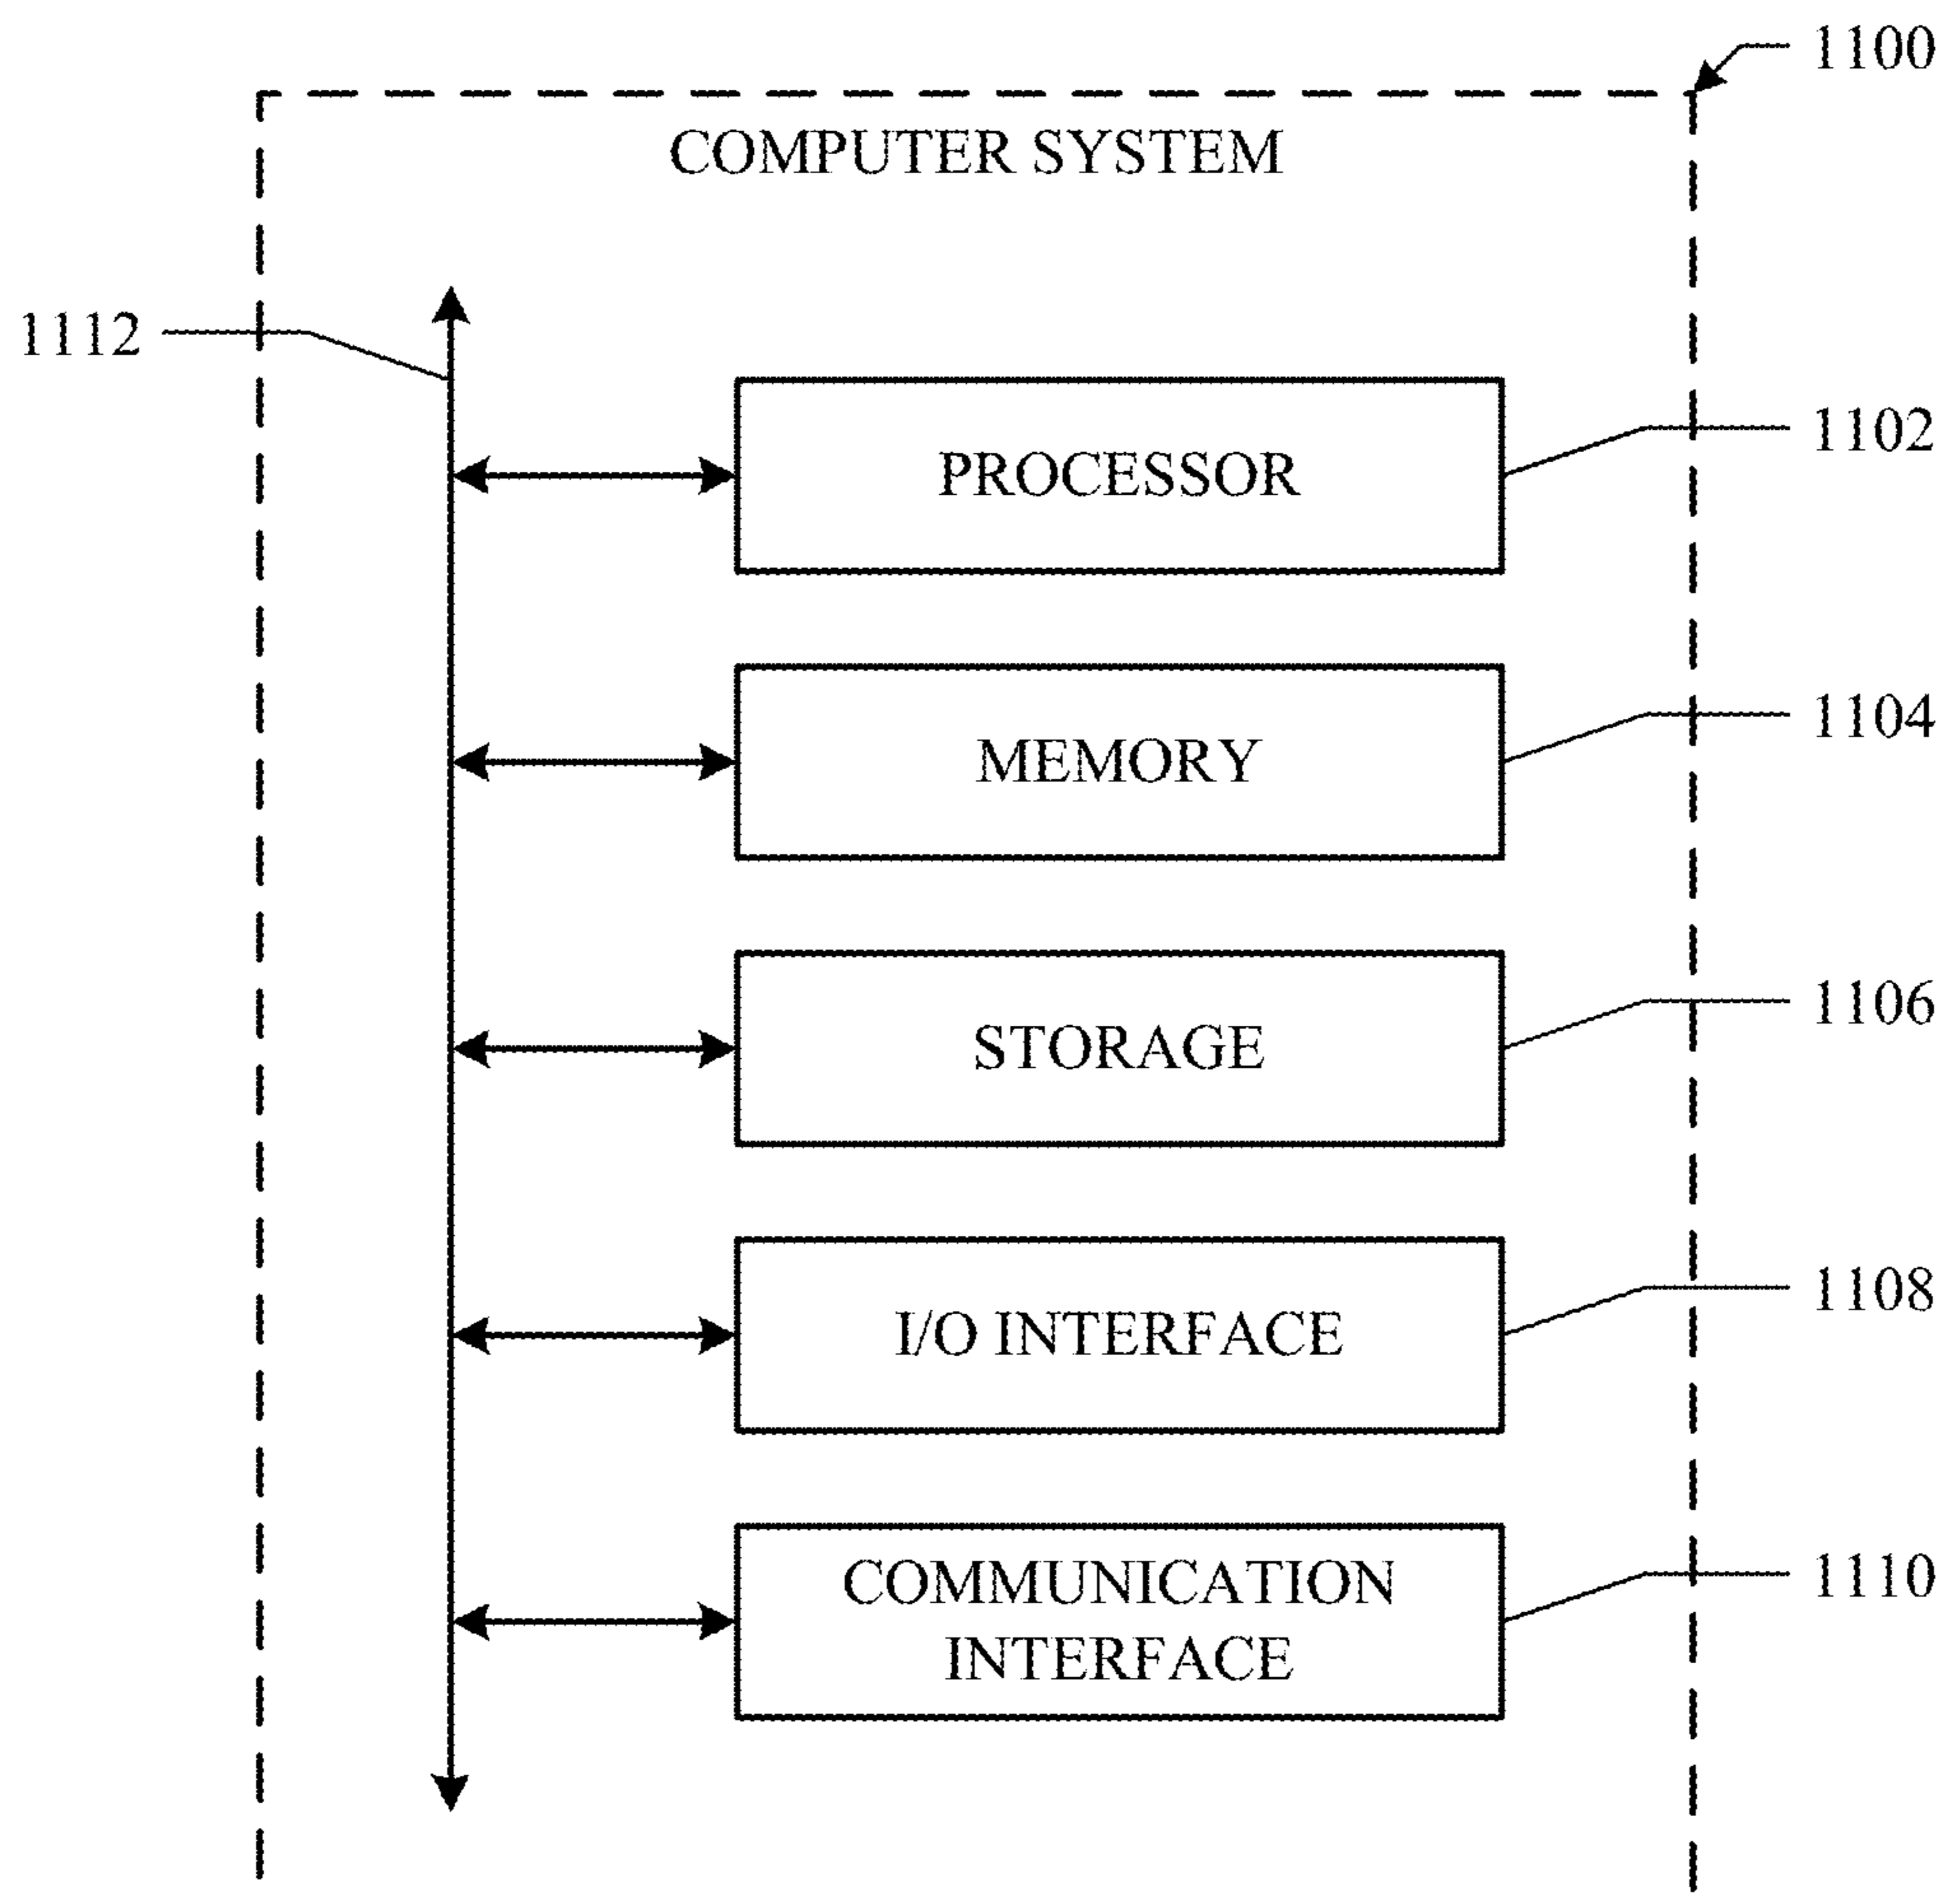 1100
COMPUTER SYSTEM
1112
PROCESSOR
1102
MEMORY
1104
STORAGE
1106
I/O INTERFACE
1108
COMMUNICATION
INTERFACE
1110